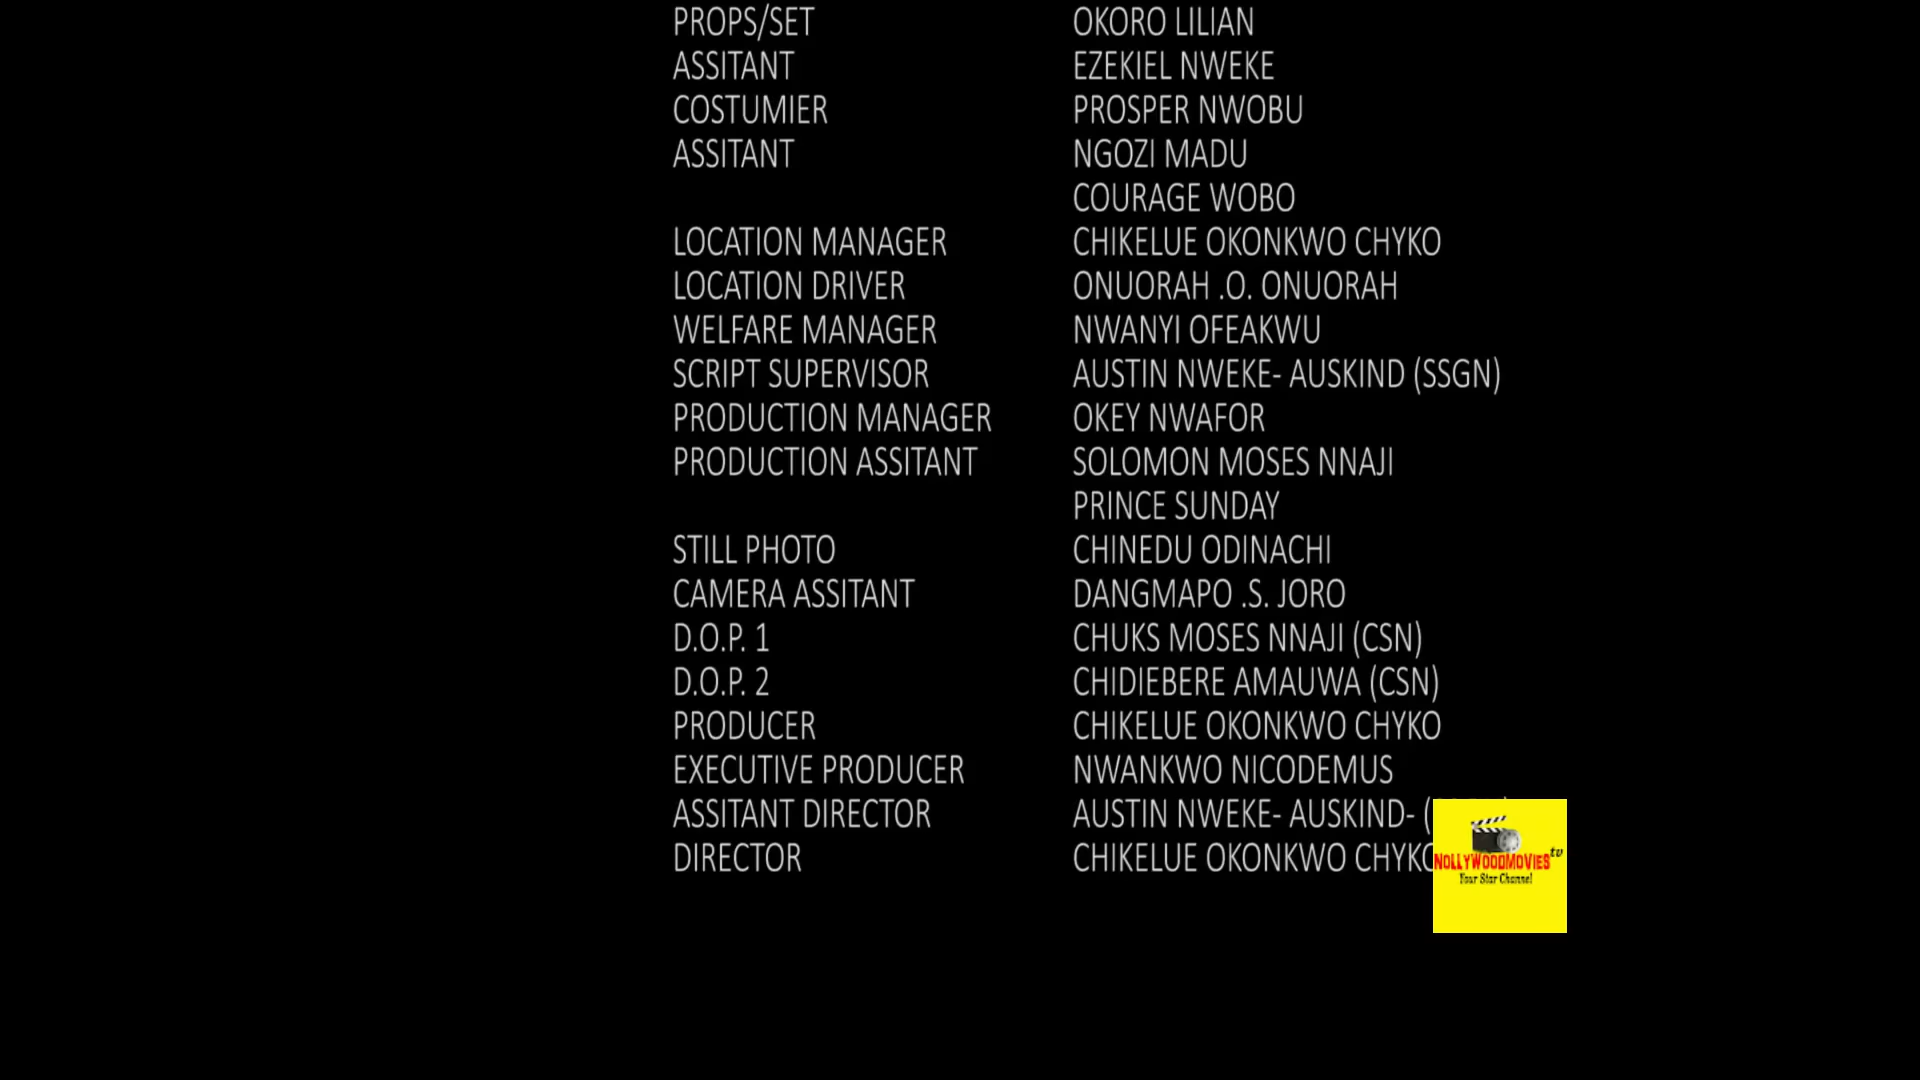 PROPS/SET OKORO LILIAN
ASSITANT EZEKIEL NWEKE
COSTUMIER PROSPER NWOBU
ASSITANT NGOZI MADU
COURAGE WOBO
LOCATION MANAGER CHIKELUE OKONKWO CHYKO
LOCATION DRIVER ONUORAH .O. ONUORAH
WELFARE MANAGER NWANYI OFEAKWU
SCRIPT SUPERVISOR AUSTIN NWEKE- AUSKIND (SSGN)
PRODUCTION MANAGER OKEY NWAFOR
PRODUCTION ASSITANT SOLOMON MOSES NNAJI
PRINCE SUNDAY
STILL PHOTO CHINEDU ODINACHI
CAMERA ASSITANT DANGMAPO .S. JORO
D.O.P. 1 CHUKS MOSES NNAJI (CSN)
D.O.P. 2 CHIDIEBERE AMAUWA (CSN)
PRODUCER CHIKELUE OKONKWO CHYKO
EXECUTIVE PRODUCER NWANKWO NICODEMUS
ASSITANT DIRECTOR AUSTIN NWEKE- AUSKIND- (
DIRECTOR CHIKELUE OKONKWO CHYKO
NOLLYWOODMOVIES tv
Your Star Channel